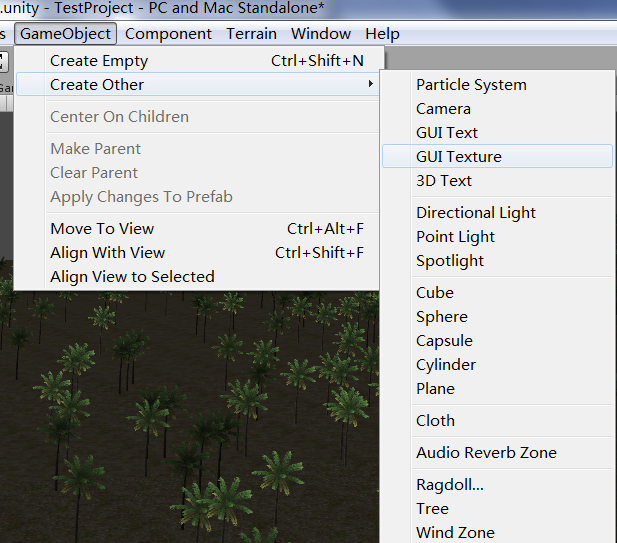 .unity - TestProject - PC and Mac Standalone*
s GameObject Component Terrain Window Help
Create Empty Ctrl+Shift+N
Create Other
Center On Children
Make Parent
Clear Parent
Apply Changes To Prefab
Move To View Ctrl+Alt+F
Align With View Ctrl+Shift+F
Align View to Selected
Particle System
Camera
GUI Text
GUI Texture
3D Text
Directional Light
Point Light
Spotlight
Cube
Sphere
Capsule
Cylinder
Plane
Cloth
Audio Reverb Zone
Ragdoll...
Tree
Wind Zone